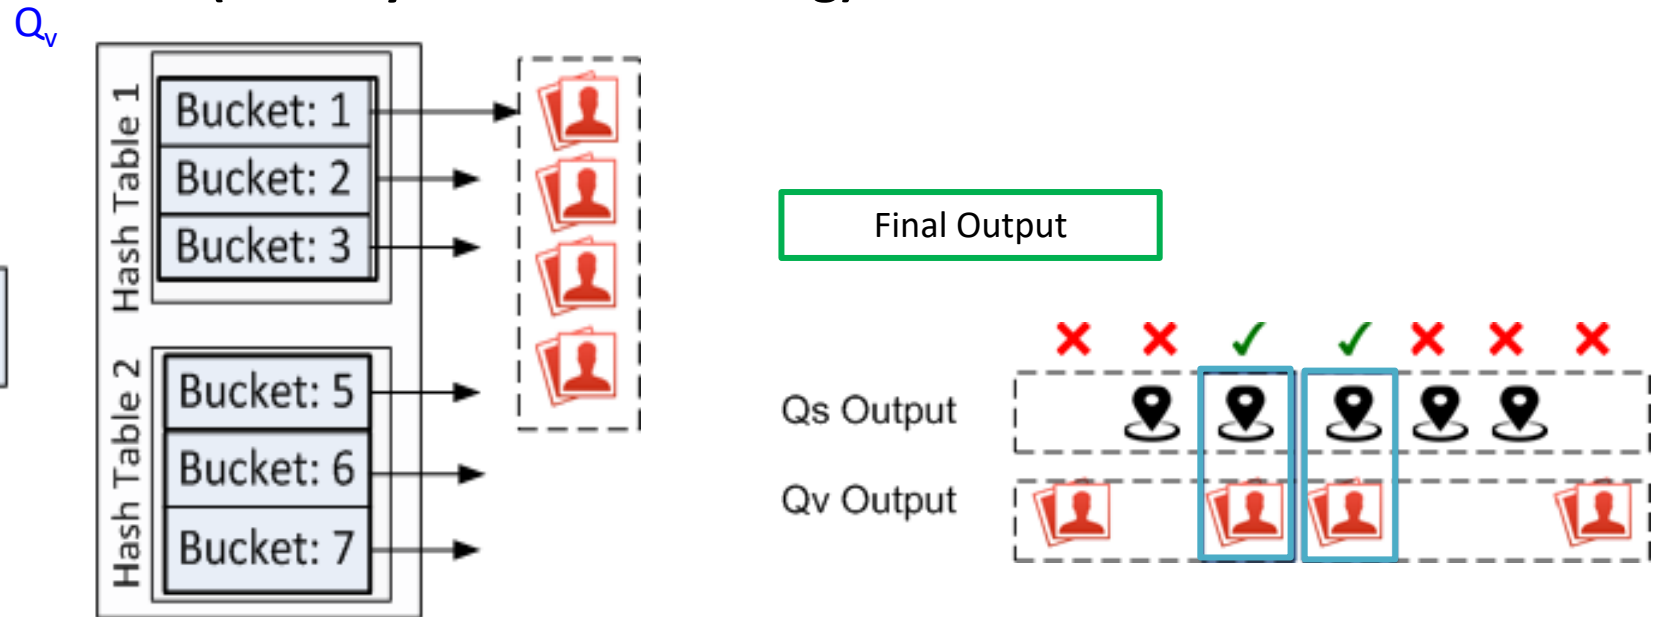 Qv
Hash Table 1
Bucket: 1
Bucket: 2
Bucket: 3
Hash Table 2
Bucket: 5
Bucket: 6
Bucket: 7
Final Output
Qs Output
Qv Output